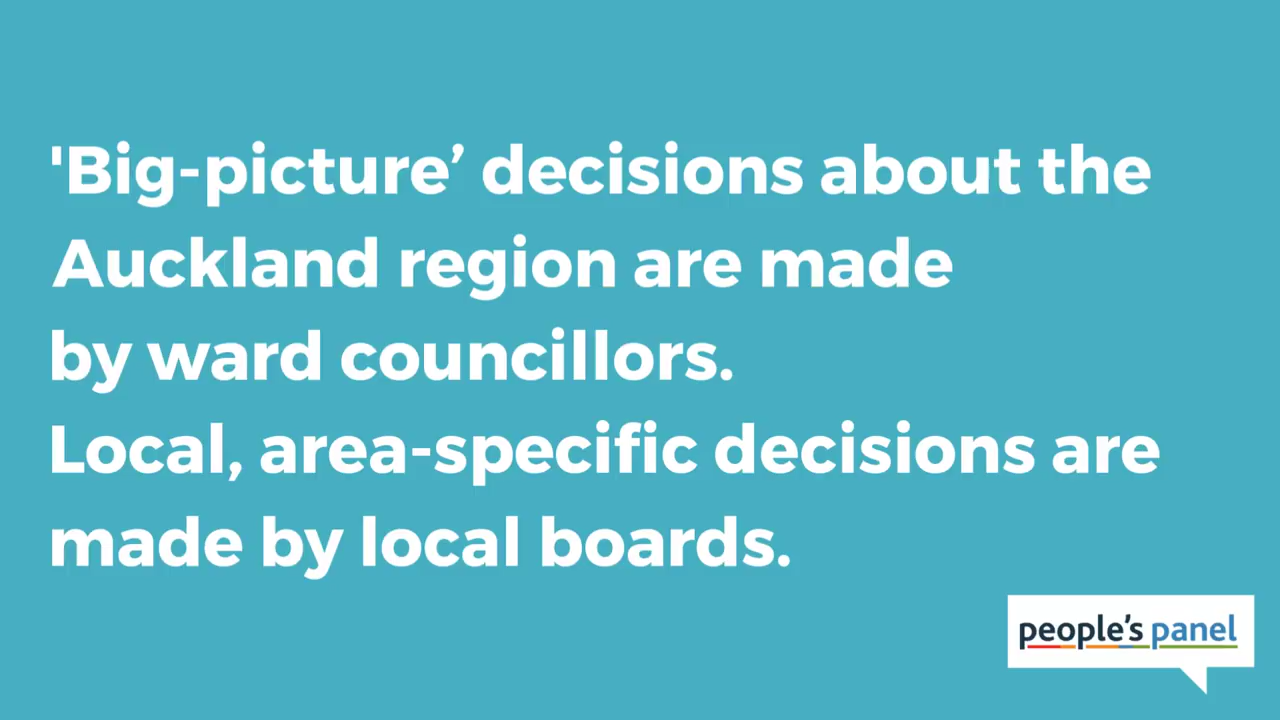 'Big-picture’ decisions about the
Auckland region are made
by ward councillors.
Local, area-specific decisions are
made by local boards.
people's panel